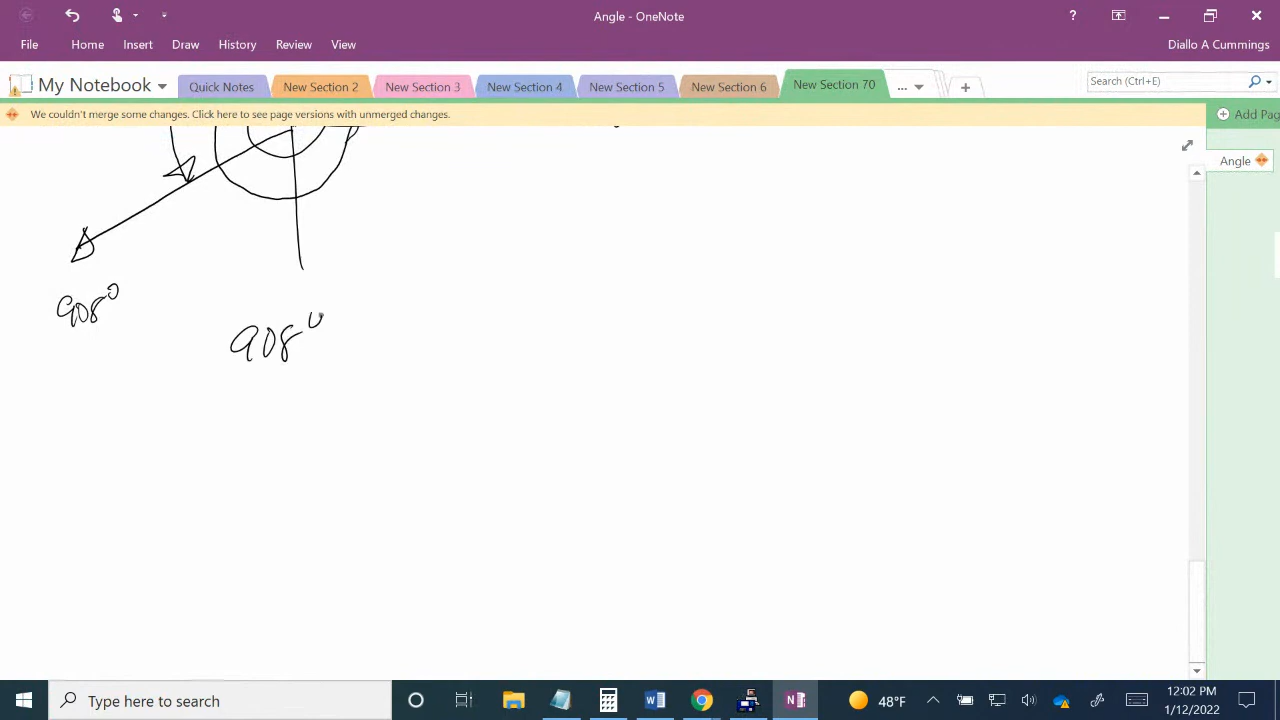 Angle - OneNote
File Home Insert Draw History Review View
Diallo A Cummings
My Notebook Quick Notes New Section 2 New Section 3 New Section 4 New Section 5 New Section 6 New Section 70 ...
Search (Ctrl+E)
We couldn't merge some changes. Click here to see page versions with unmerged changes.
Add Pag
Angle
908°
908°
Type here to search
48°F
12:02 PM
1/12/2022